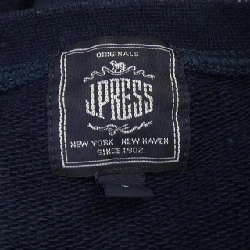 ORIGINALS
J.PRESS
NEW YORK NEW HAVEN
SINCE 1902